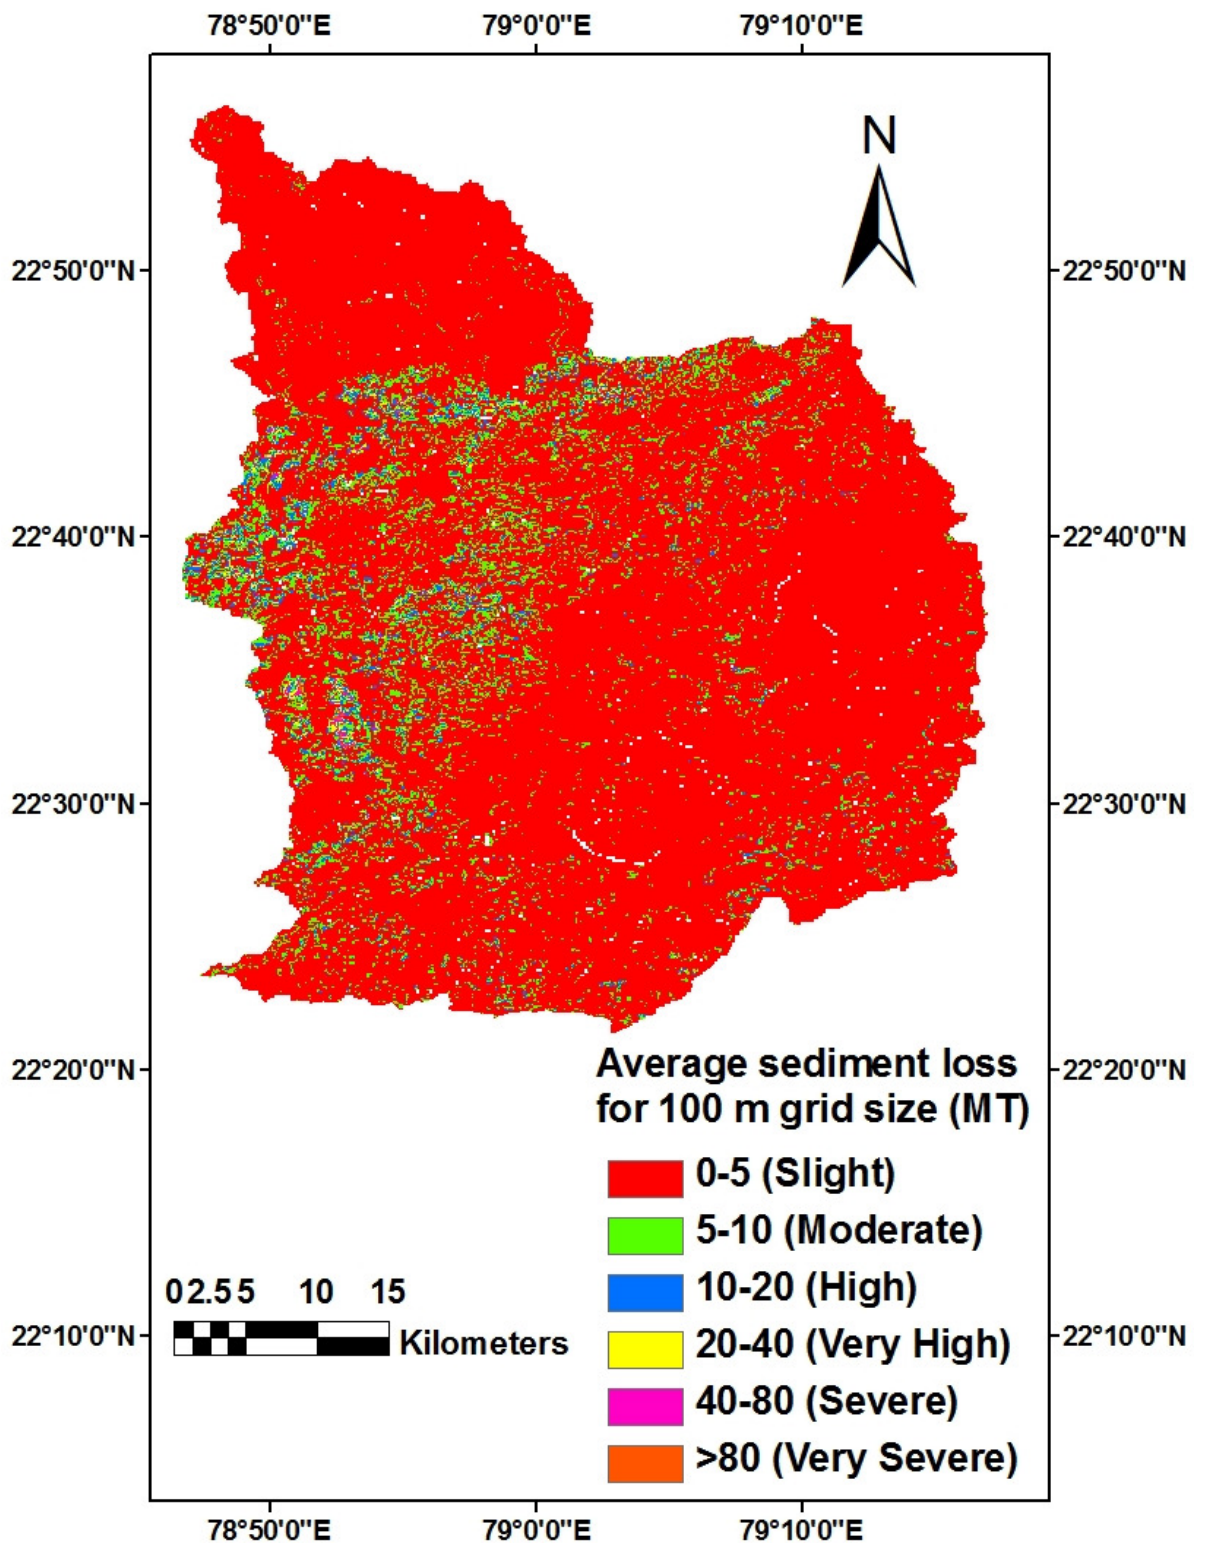 78°50'0"E 79°0'0"E 79°10'0"E
N
22°50'0"N 22°50'0"N
22°40'0"N 22°40'0"N
22°30'0"N 22°30'0"N
22°20'0"N 22°20'0"N
Average sediment loss
for 100 m grid size (MT)
0-5 (Slight)
5-10 (Moderate)
10-20 (High)
20-40 (Very High)
40-80 (Severe)
>80 (Very Severe)
0 2.5 5 10 15
Kilometers
22°10'0"N 22°10'0"N
78°50'0"E 79°0'0"E 79°10'0"E